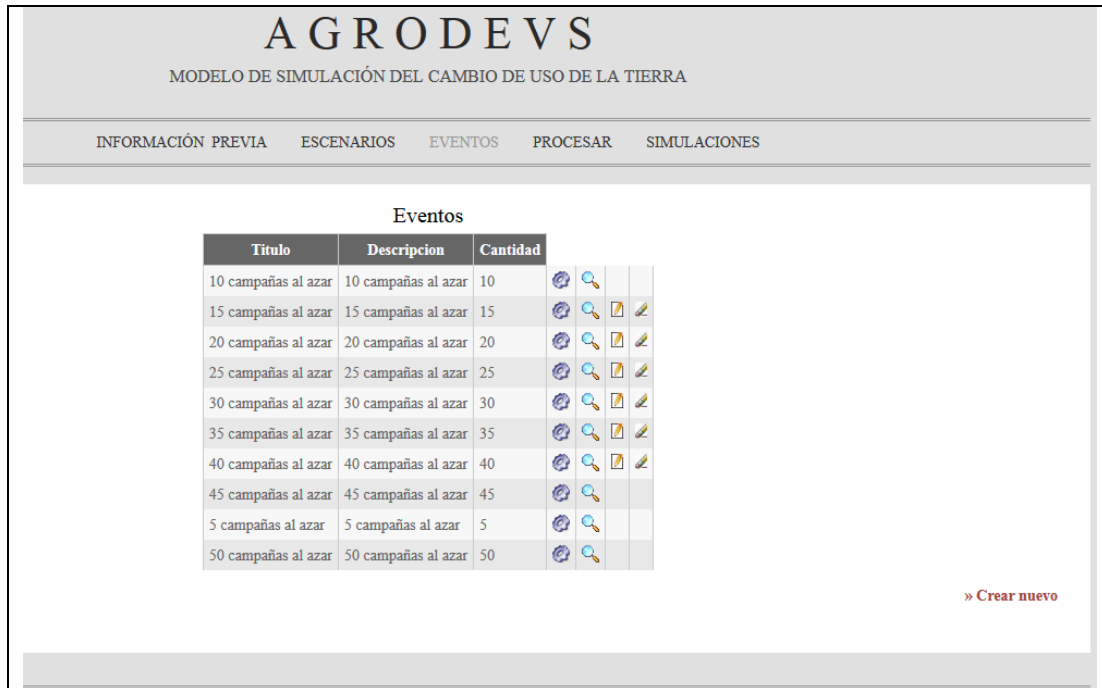 AGRODEVS
MODELO DE SIMULACIÓN DEL CAMBIO DE USO DE LA TIERRA
INFORMACIÓN PREVIA ESCENARIOS EVENTOS PROCESAR SIMULACIONES
Eventos
Titulo Descripcion Cantidad
10 campañas al azar 10 campañas al azar 10
15 campañas al azar 15 campañas al azar 15
20 campañas al azar 20 campañas al azar 20
25 campañas al azar 25 campañas al azar 25
30 campañas al azar 30 campañas al azar 30
35 campañas al azar 35 campañas al azar 35
40 campañas al azar 40 campañas al azar 40
45 campañas al azar 45 campañas al azar 45
5 campañas al azar 5 campañas al azar 5
50 campañas al azar 50 campañas al azar 50
» Crear nuevo